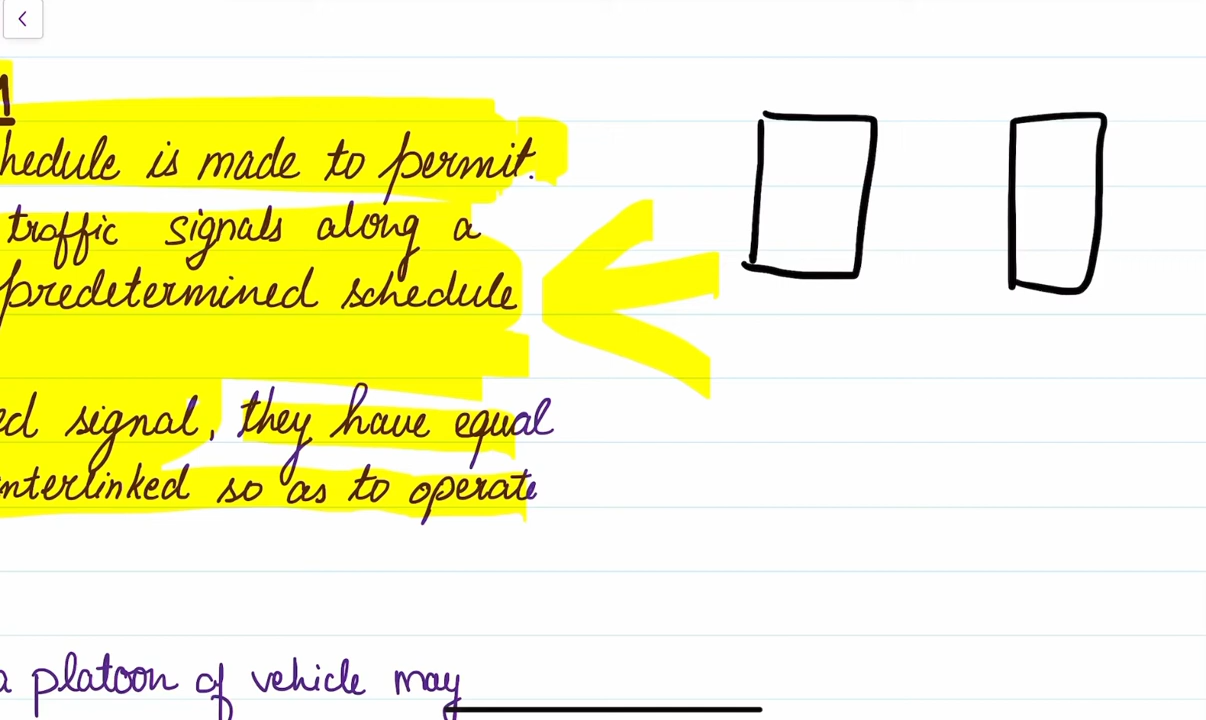 hedule is made to permit.
traffic signals along a
predetermined schedule
ed signal, they have equal
nterlinked so as to operate
a platoon of vehicle may